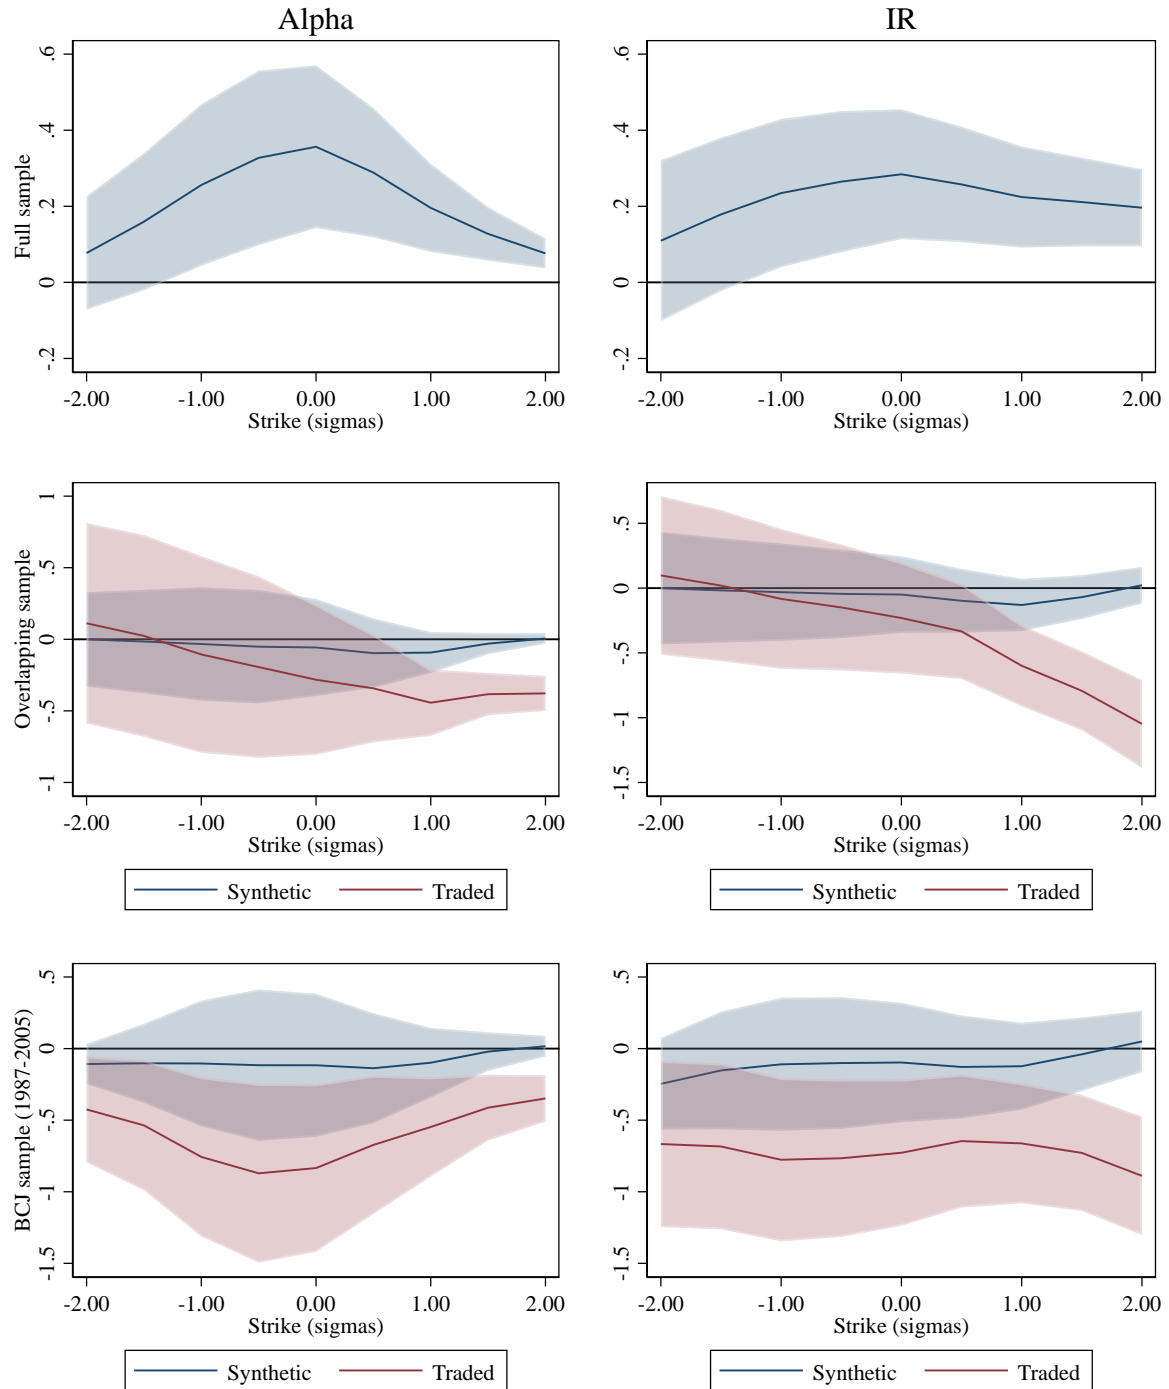 Alpha
IR
Full sample
.6
.4
.2
0
-.2
-2.00 -1.00 0.00 1.00 2.00
Strike (sigmas)
.6
.4
.2
0
-.2
-2.00 -1.00 0.00 1.00 2.00
Strike (sigmas)
Overlapping sample
1
.5
0
-.5
-1
-2.00 -1.00 0.00 1.00 2.00
Strike (sigmas)
Synthetic Traded
.5
0
-.5
-1
-1.5
-2.00 -1.00 0.00 1.00 2.00
Strike (sigmas)
Synthetic Traded
BCJ sample (1987-2005)
.5
0
-.5
-1
-1.5
-2.00 -1.00 0.00 1.00 2.00
Strike (sigmas)
Synthetic Traded
.5
0
-.5
-1
-1.5
-2.00 -1.00 0.00 1.00 2.00
Strike (sigmas)
Synthetic Traded